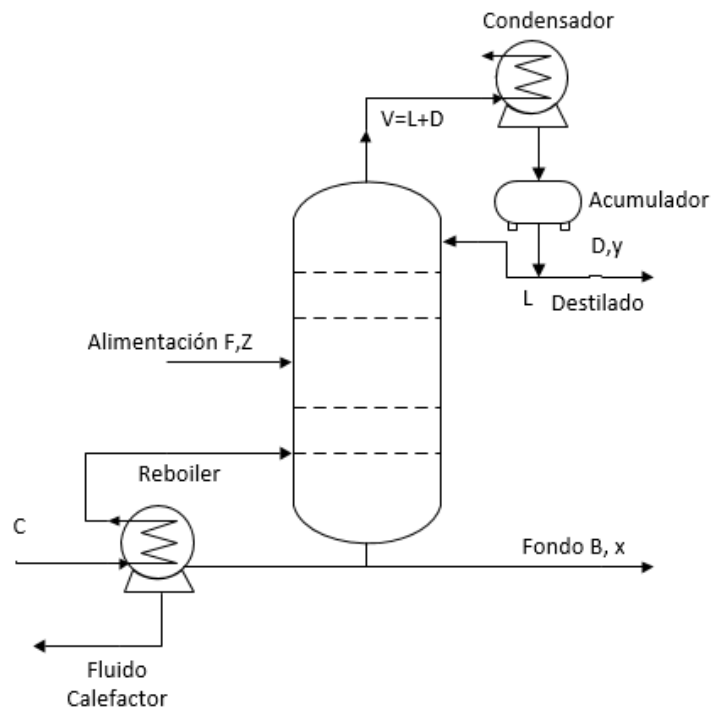 Condensador
V=L+D
Acumulador
D,y
L
Destilado
Alimentación F,Z
Reboiler
C
Fondo B, x
Fluido
Calefactor